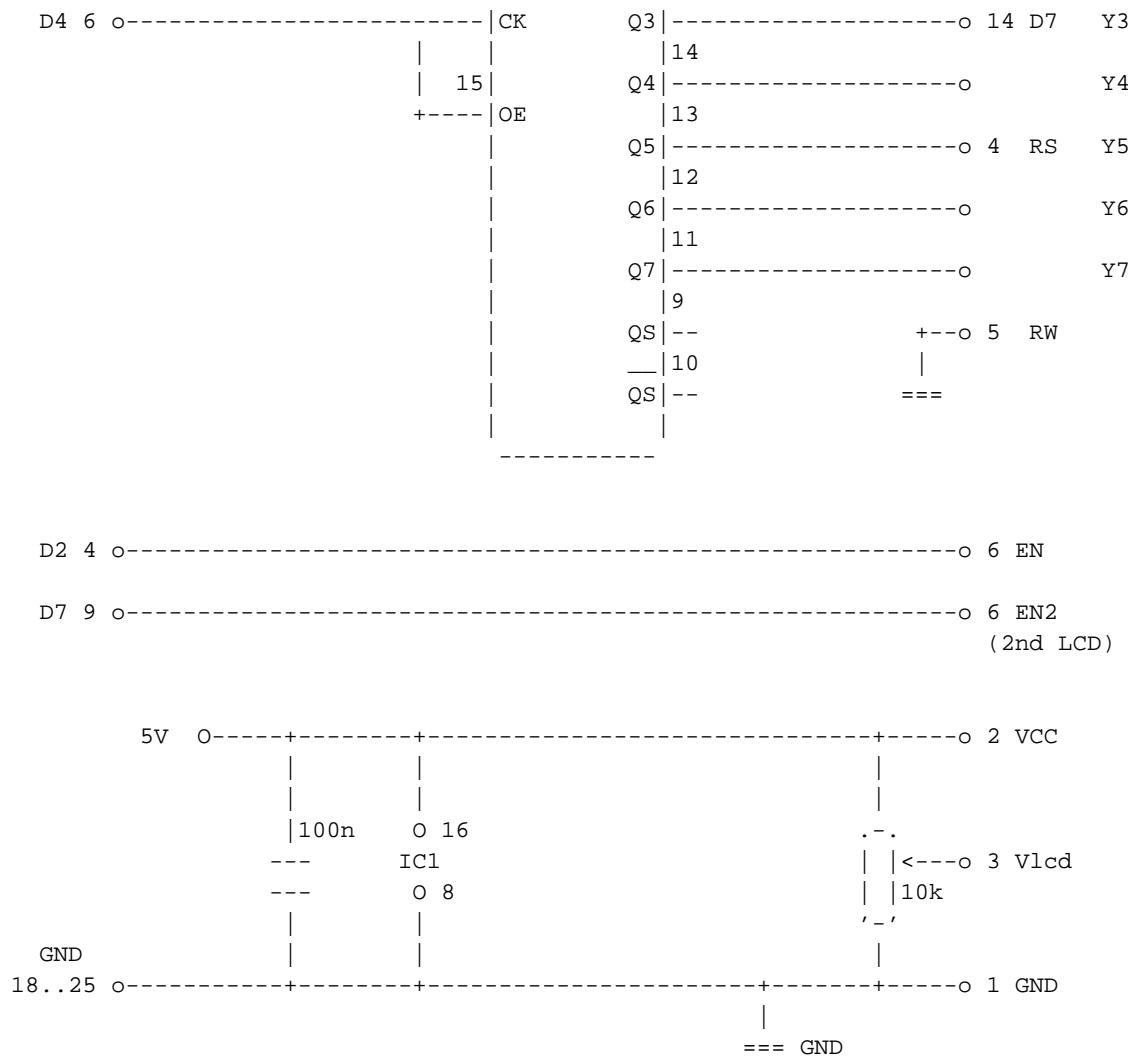 D4 6 o-------------------------|CK Q3|--------------------o 14 D7 Y3
| | |14
| 15| Q4|--------------------o Y4
+----|OE |13
| Q5|--------------------o 4 RS Y5
| |12
| Q6|--------------------o Y6
| |11
| Q7|--------------------o Y7
| |9
| QS|-- +--o 5 RW
| __|10 |
| QS|-- ===
| |
-----------
D2 4 o----------------------------------------------------------o 6 EN
D7 9 o----------------------------------------------------------o 6 EN2
(2nd LCD)
5V O-----+--------+-------------------------------+-----o 2 VCC
| | |
| | |
|100n O 16 .-.
--- IC1 | |<---o 3 Vlcd
--- O 8 | |10k
| | '-'
GND | | |
18..25 o-----------+--------+-----------------------+-------+-----o 1 GND
|
=== GND